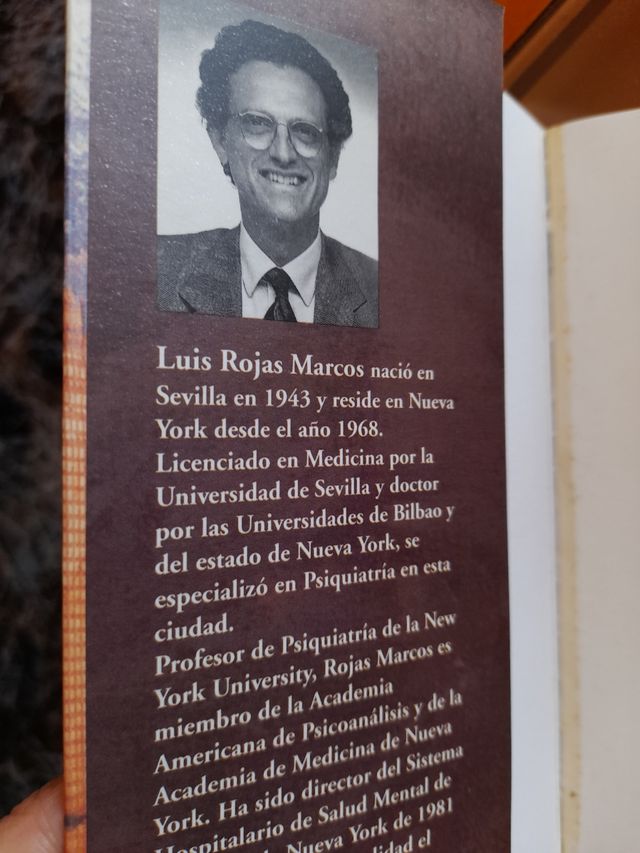 Luis Rojas Marcos nació en
Sevilla en 1943 y reside en Nueva
York desde el año 1968.
Licenciado en Medicina por la
Universidad de Sevilla y doctor
por las Universidades de Bilbao y
del estado de Nueva York, se
especializó en Psiquiatría en esta
ciudad.
Profesor de Psiquiatría de la New
York University, Rojas Marcos es
miembro de la Academia
Americana de Psicoanálisis y de la
Academia de Medicina de Nueva
York. Ha sido director del Sistema
Hospitalario de Salud Mental de
de Nueva York de 1981
el